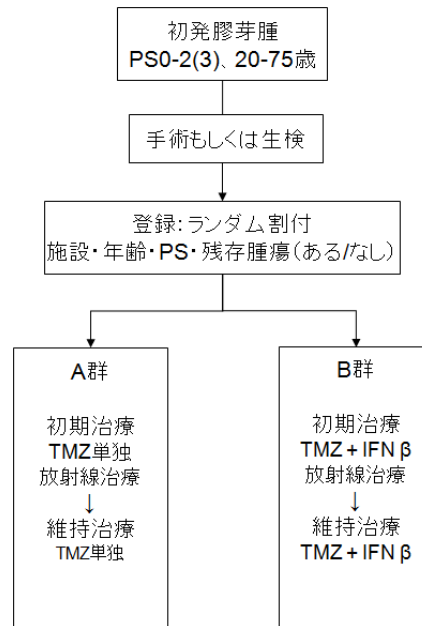 初発膠芽腫
PS0-2(3)、20-75歳
手術もしくは生検
登録：ランダム割付
施設・年齢・PS・残存腫瘍（ある/なし）
A群
初期治療
TMZ単独
放射線治療
↓
維持治療
TMZ単独
B群
初期治療
TMZ + IFN β
放射線治療
↓
維持治療
TMZ + IFN β